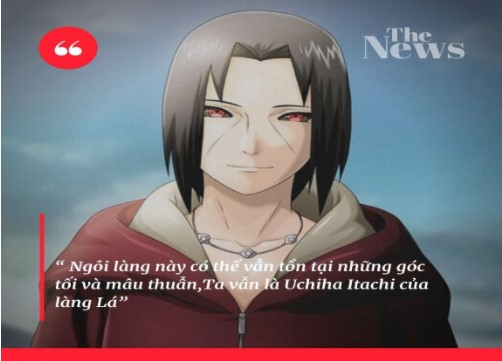 The
News
“ Ngôi làng này có thể vẫn tồn tại những góc
tối và mâu thuẫn,Ta vẫn là Uchiha Itachi của
làng Lá”